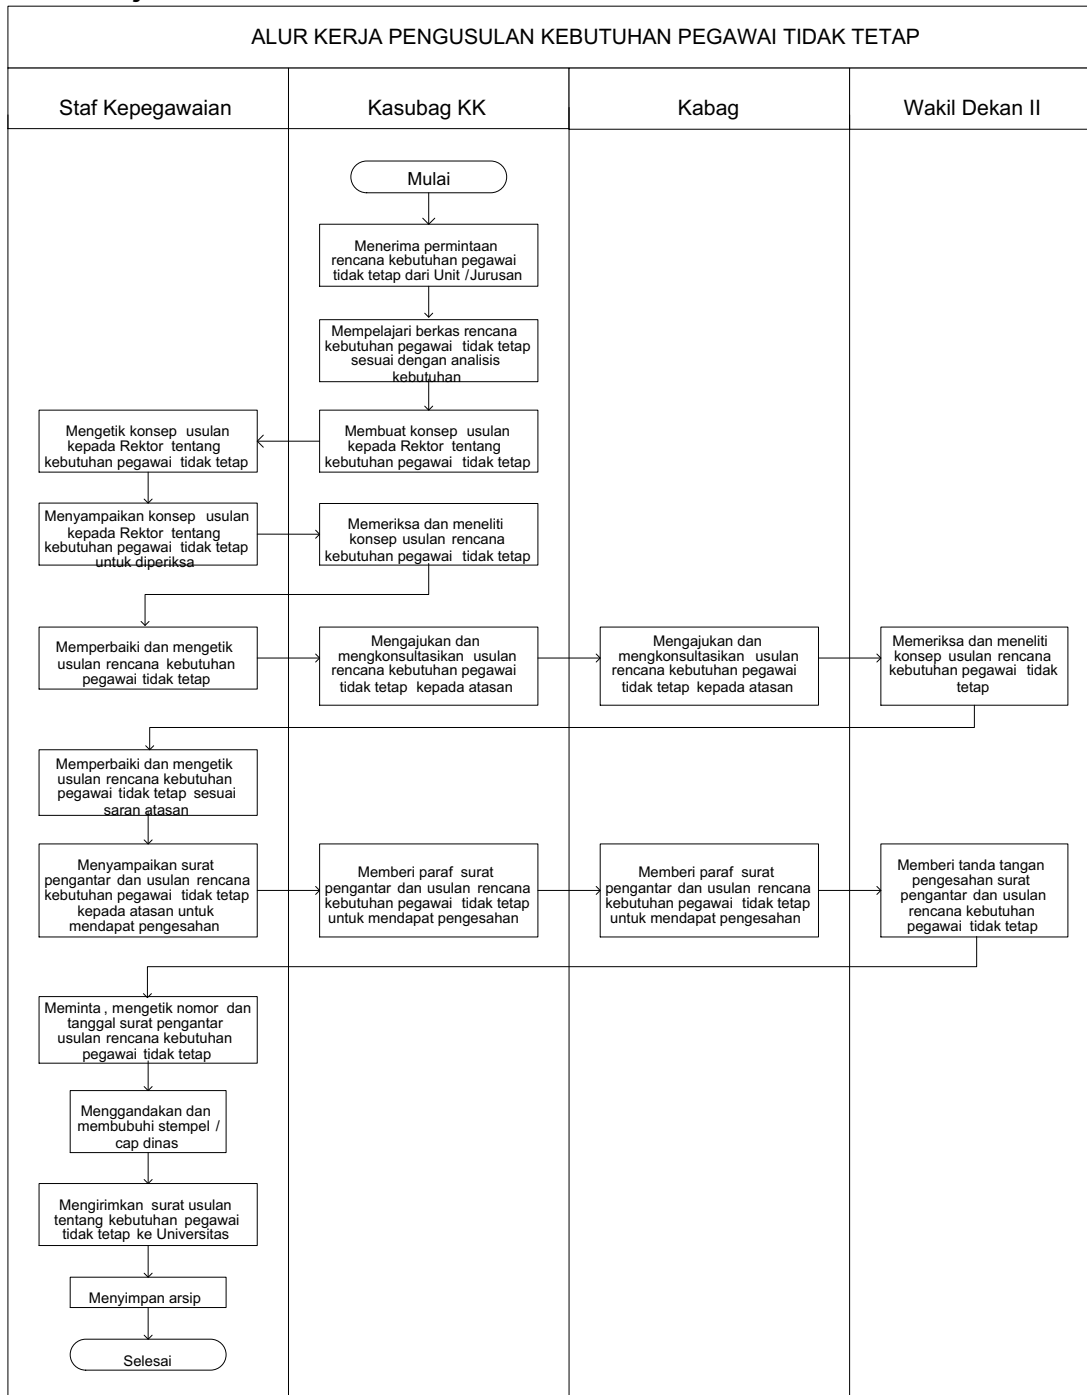 ALUR KERJA PENGUSULAN KEBUTUHAN PEGAWAI TIDAK TETAP
Staf Kepegawaian
Kasubag KK
Kabag
Wakil Dekan II
Mulai
Menerima permintaan
rencana kebutuhan pegawai
tidak tetap dari Unit /Jurusan
Mempelajari berkas rencana
kebutuhan pegawai tidak tetap
sesuai dengan analisis
kebutuhan
Membuat konsep usulan
kepada Rektor tentang
kebutuhan pegawai tidak tetap
Mengetik konsep usulan
kepada Rektor tentang
kebutuhan pegawai tidak tetap
Menyampaikan konsep usulan
kepada Rektor tentang
kebutuhan pegawai tidak tetap
untuk diperiksa
Memeriksa dan meneliti
konsep usulan rencana
kebutuhan pegawai tidak tetap
Memperbaiki dan mengetik
usulan rencana kebutuhan
pegawai tidak tetap
Mengajukan dan
mengkonsultasikan usulan
rencana kebutuhan pegawai
tidak tetap kepada atasan
Mengajukan dan
mengkonsultasikan usulan
rencana kebutuhan pegawai
tidak tetap kepada atasan
Memeriksa dan meneliti
konsep usulan rencana
kebutuhan pegawai tidak
tetap
Memperbaiki dan mengetik
usulan rencana kebutuhan
pegawai tidak tetap sesuai
saran atasan
Menyampaikan surat
pengantar dan usulan rencana
kebutuhan pegawai tidak tetap
kepada atasan untuk
mendapat pengesahan
Memberi paraf surat
pengantar dan usulan rencana
kebutuhan pegawai tidak tetap
untuk mendapat pengesahan
Memberi paraf surat
pengantar dan usulan rencana
kebutuhan pegawai tidak tetap
untuk mendapat pengesahan
Memberi tanda tangan
pengesahan surat
pengantar dan usulan
rencana kebutuhan
pegawai tidak tetap
Meminta , mengetik nomor dan
tanggal surat pengantar
usulan rencana kebutuhan
pegawai tidak tetap
Menggandakan dan
membubuhi stempel /
cap dinas
Mengirimkan surat usulan
tentang kebutuhan pegawai
tidak tetap ke Universitas
Menyimpan arsip
Selesai